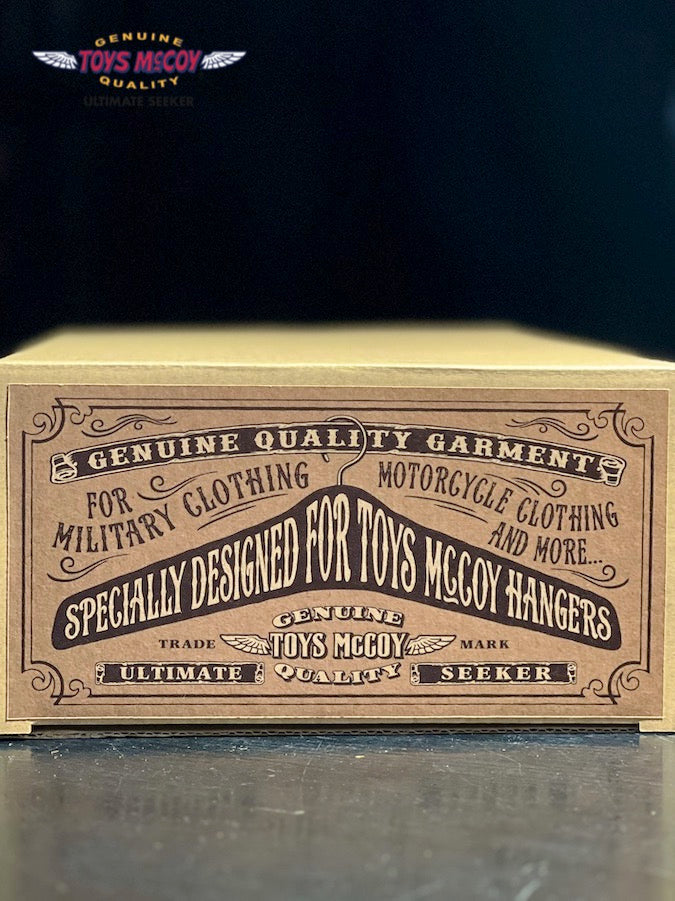 GENUINE
TOYS McCOY
QUALITY
ULTIMATE SEEKER
GENUINE QUALITY GARMENT
FOR
MILITARY CLOTHING
MOTORCYCLE CLOTHING
AND MORE...
SPECIALLY DESIGNED FOR TOYS McCOY HANGERS
GENUINE
TRADE TOYS McCOY MARK
QUALITY
ULTIMATE SEEKER